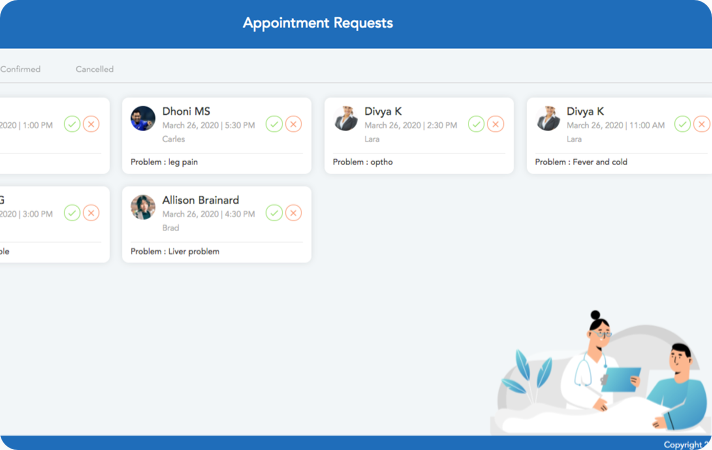 Appointment Requests
Confirmed
Cancelled
2020 | 1:00 PM
Dhoni MS
March 26, 2020 | 5:30 PM
Carles
Problem : leg pain
Divya K
March 26, 2020 | 2:30 PM
Lara
Problem : optho
Divya K
March 26, 2020 | 11:00 AM
Lara
Problem : Fever and cold
G
2020 | 3:00 PM
Allison Brainard
March 26, 2020 | 4:30 PM
Brad
Problem : Liver problem
Copyright